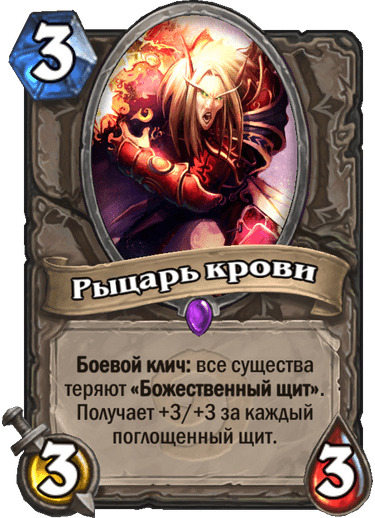 3
Рыцарь крови
Боевой клич: все существа
теряют «Божественный щит».
Получает +3/+3 за каждый
поглощенный щит.
3
3